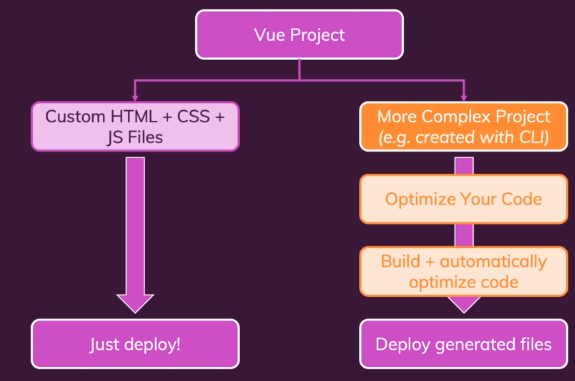 Vue Project
Custom HTML + CSS +
JS Files
More Complex Project
(e.g. created with CLI)
Optimize Your Code
Build + automatically
optimize code
Just deploy!
Deploy generated files